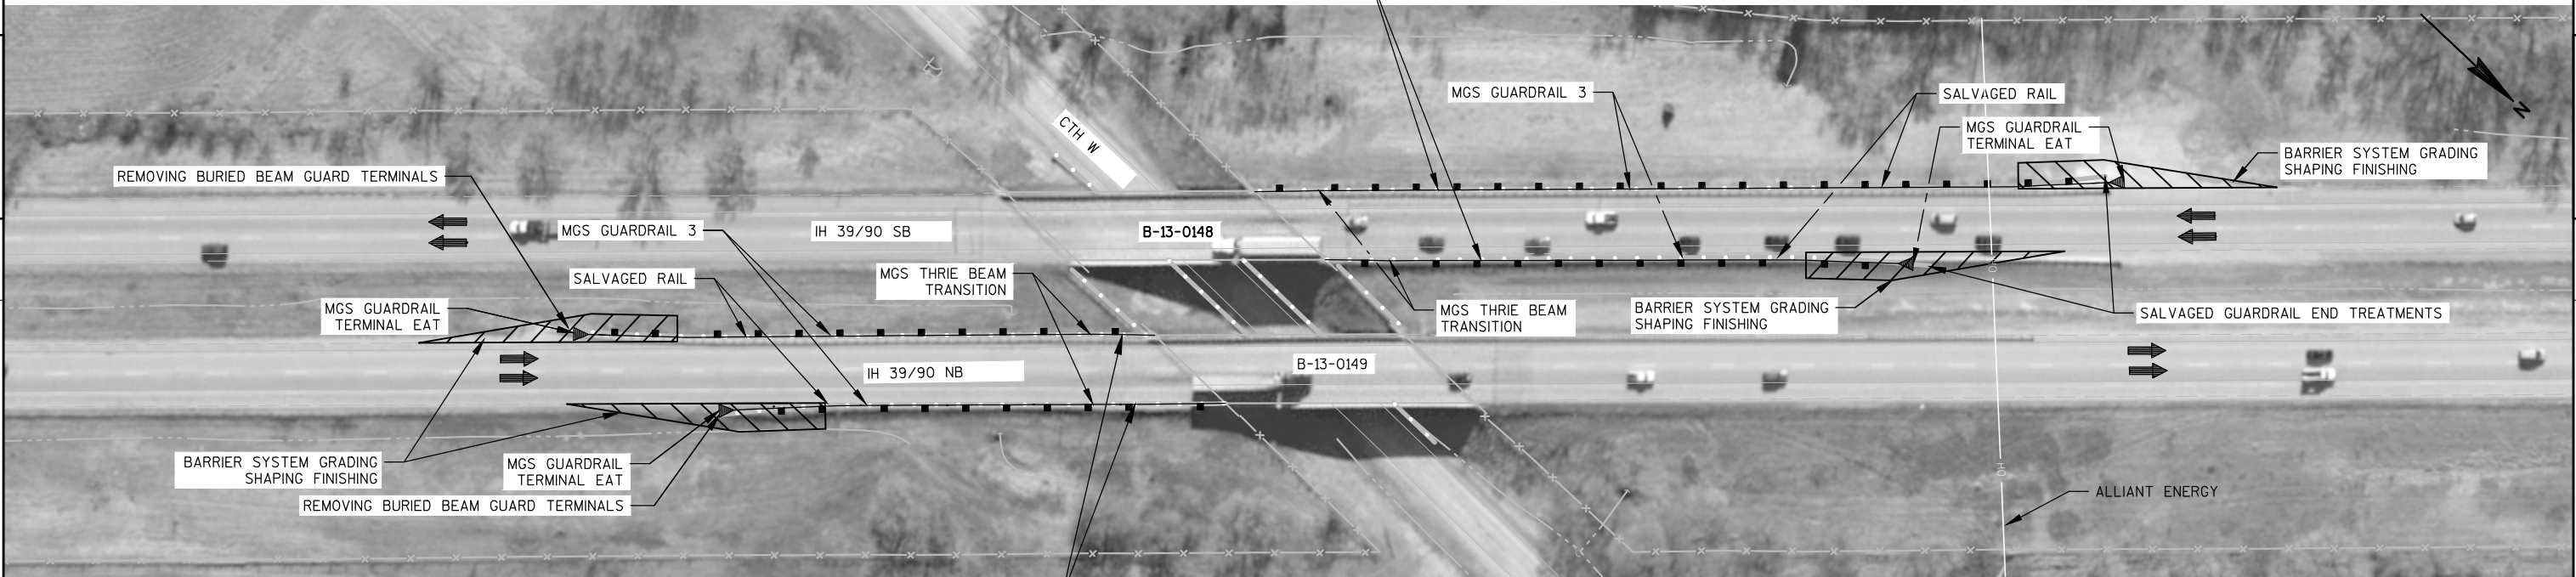 CTH W
MGS GUARDRAIL 3
SALVAGED RAIL
N
MGS GUARDRAIL
TERMINAL EAT
BARRIER SYSTEM GRADING
SHAPING FINISHING
REMOVING BURIED BEAM GUARD TERMINALS
MGS GUARDRAIL 3
IH 39/90 SB
B-13-0148
SALVAGED RAIL
MGS THRIE BEAM
TRANSITION
MGS GUARDRAIL
TERMINAL EAT
MGS THRIE BEAM
TRANSITION
BARRIER SYSTEM GRADING
SHAPING FINISHING
SALVAGED GUARDRAIL END TREATMENTS
IH 39/90 NB
B-13-0149
BARRIER SYSTEM GRADING
SHAPING FINISHING
MGS GUARDRAIL
TERMINAL EAT
REMOVING BURIED BEAM GUARD TERMINALS
OH
ALLIANT ENERGY